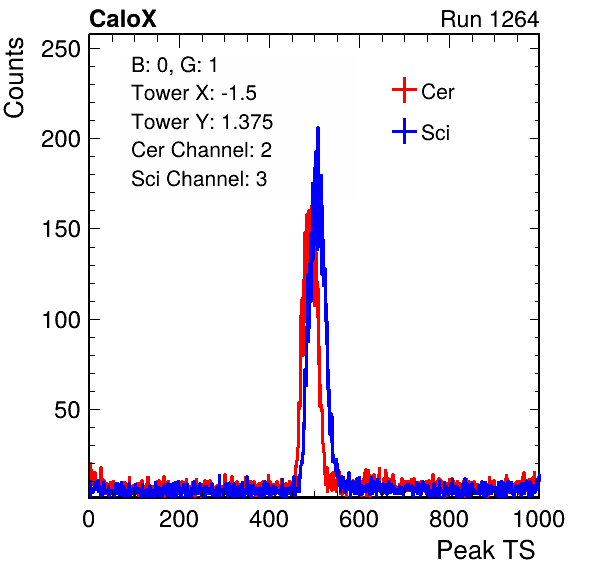 CaloX
Run 1264
Counts
250
200
150
100
50
B: 0, G: 1
Tower X: -1.5
Tower Y: 1.375
Cer Channel: 2
Sci Channel: 3
Cer
Sci
0
200
400
600
800
1000
Peak TS